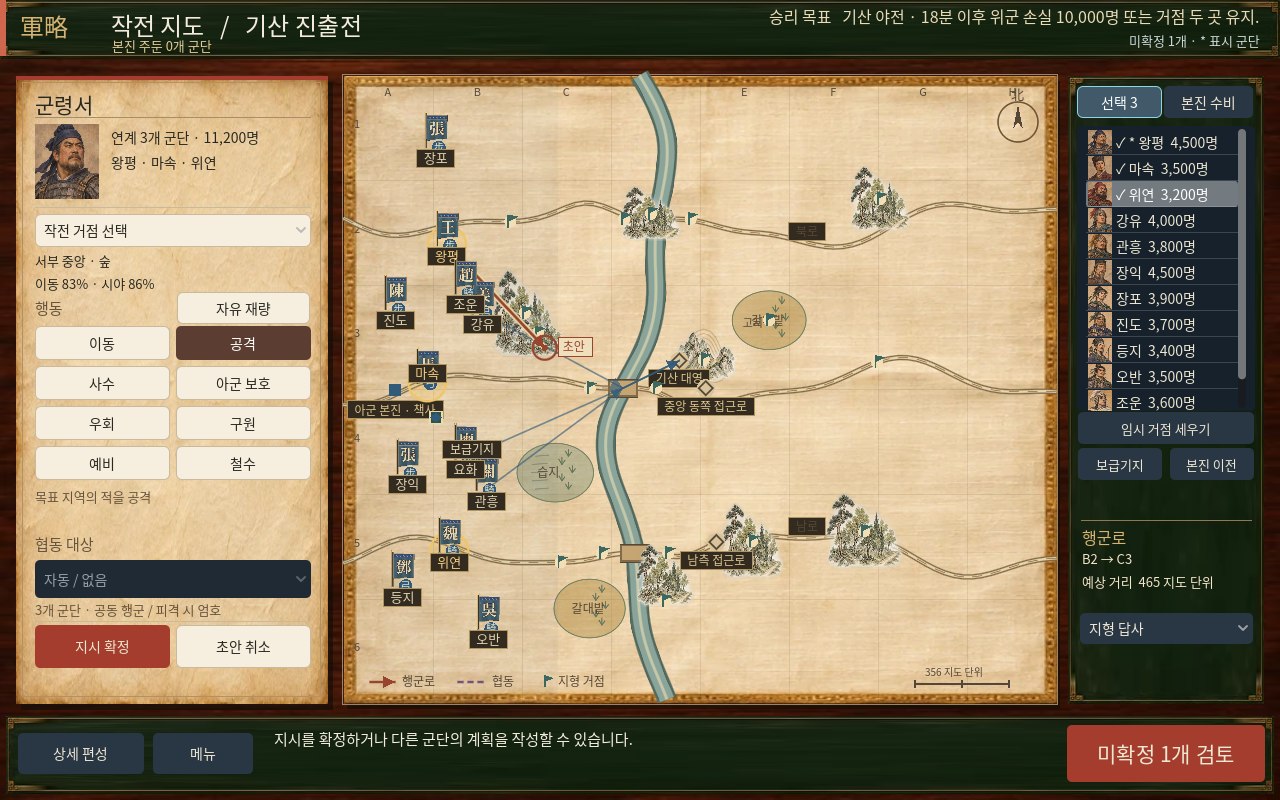 軍略
작전 지도 / 기산 진출전
본진 주둔 0개 군단
승리 목표 기산 야전 · 18분 이후 위군 손실 10,000명 또는 거점 두 곳 유지.
미확정 1개 · * 표시 군단
군령서
연계 3개 군단 · 11,200명
왕평 · 마속 · 위연
작전 거점 선택
서부 중앙 · 숲
이동 83% · 시야 86%
행동
자유 재량
이동
공격
사수
아군 보호
우회
구원
예비
철수
목표 지역의 적을 공격
협동 대상
자동 / 없음
3개 군단 · 공동 행군 / 피격 시 엄호
지시 확정
초안 취소
A B C E F G H
北
1
2
3
4
5
6
張
장포
王
왕평
趙
조운
강유
陳
진도
초안
마속
아군 본진 · 책사
북로
기산 대영
중앙 동쪽 접근로
습지
張
장익
보급기지
요화
관흥
魏
위연
鄧
등지
吳
오반
갈대밭
남로
남측 접근로
행군로
협동
지형 거점
356 지도 단위
선택 3
본진 수비
✓ * 왕평 4,500명
✓ 마속 3,500명
✓ 위연 3,200명
강유 4,000명
관흥 3,800명
장익 4,500명
장포 3,900명
진도 3,700명
등지 3,400명
오반 3,500명
조운 3,600명
임시 거점 세우기
보급기지
본진 이전
행군로
B2 → C3
예상 거리 465 지도 단위
지형 답사
상세 편성
메뉴
지시를 확정하거나 다른 군단의 계획을 작성할 수 있습니다.
미확정 1개 검토